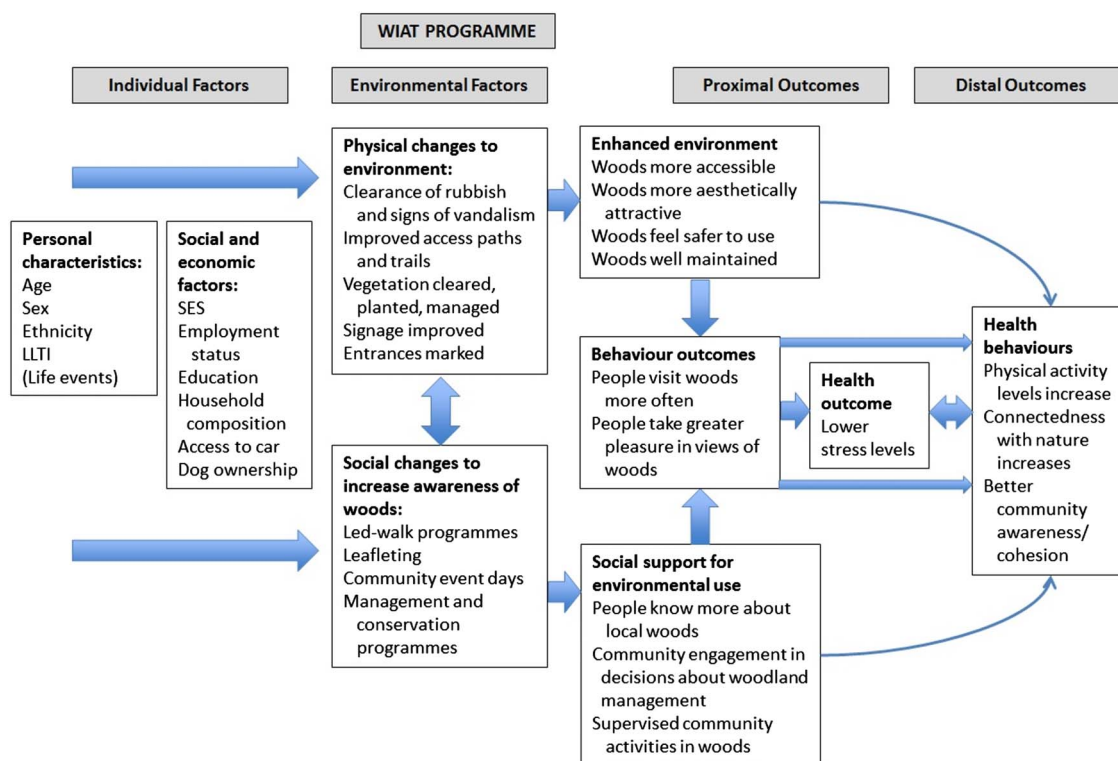 WIAT PROGRAMME
Individual Factors
Environmental Factors
Proximal Outcomes
Distal Outcomes
Personal
characteristics:
Age
Sex
Ethnicity
LLTI
(Life events)
Social and
economic
factors:
SES
Employment
status
Education
Household
composition
Access to car
Dog ownership
Physical changes to
environment:
Clearance of rubbish
and signs of vandalism
Improved access paths
and trails
Vegetation cleared,
planted, managed
Signage improved
Entrances marked
Social changes to
increase awareness of
woods:
Led-walk programmes
Leafleting
Community event days
Management and
conservation
programmes
Enhanced environment
Woods more accessible
Woods more aesthetically
attractive
Woods feel safer to use
Woods well maintained
Behaviour outcomes
People visit woods
more often
People take greater
pleasure in views of
woods
Social support for
environmental use
People know more about
local woods
Community engagement in
decisions about woodland
management
Supervised community
activities in woods
Health
outcome
Lower
stress levels
Health
behaviours
Physical activity
levels increase
Connectedness
with nature
increases
Better
community
awareness/
cohesion